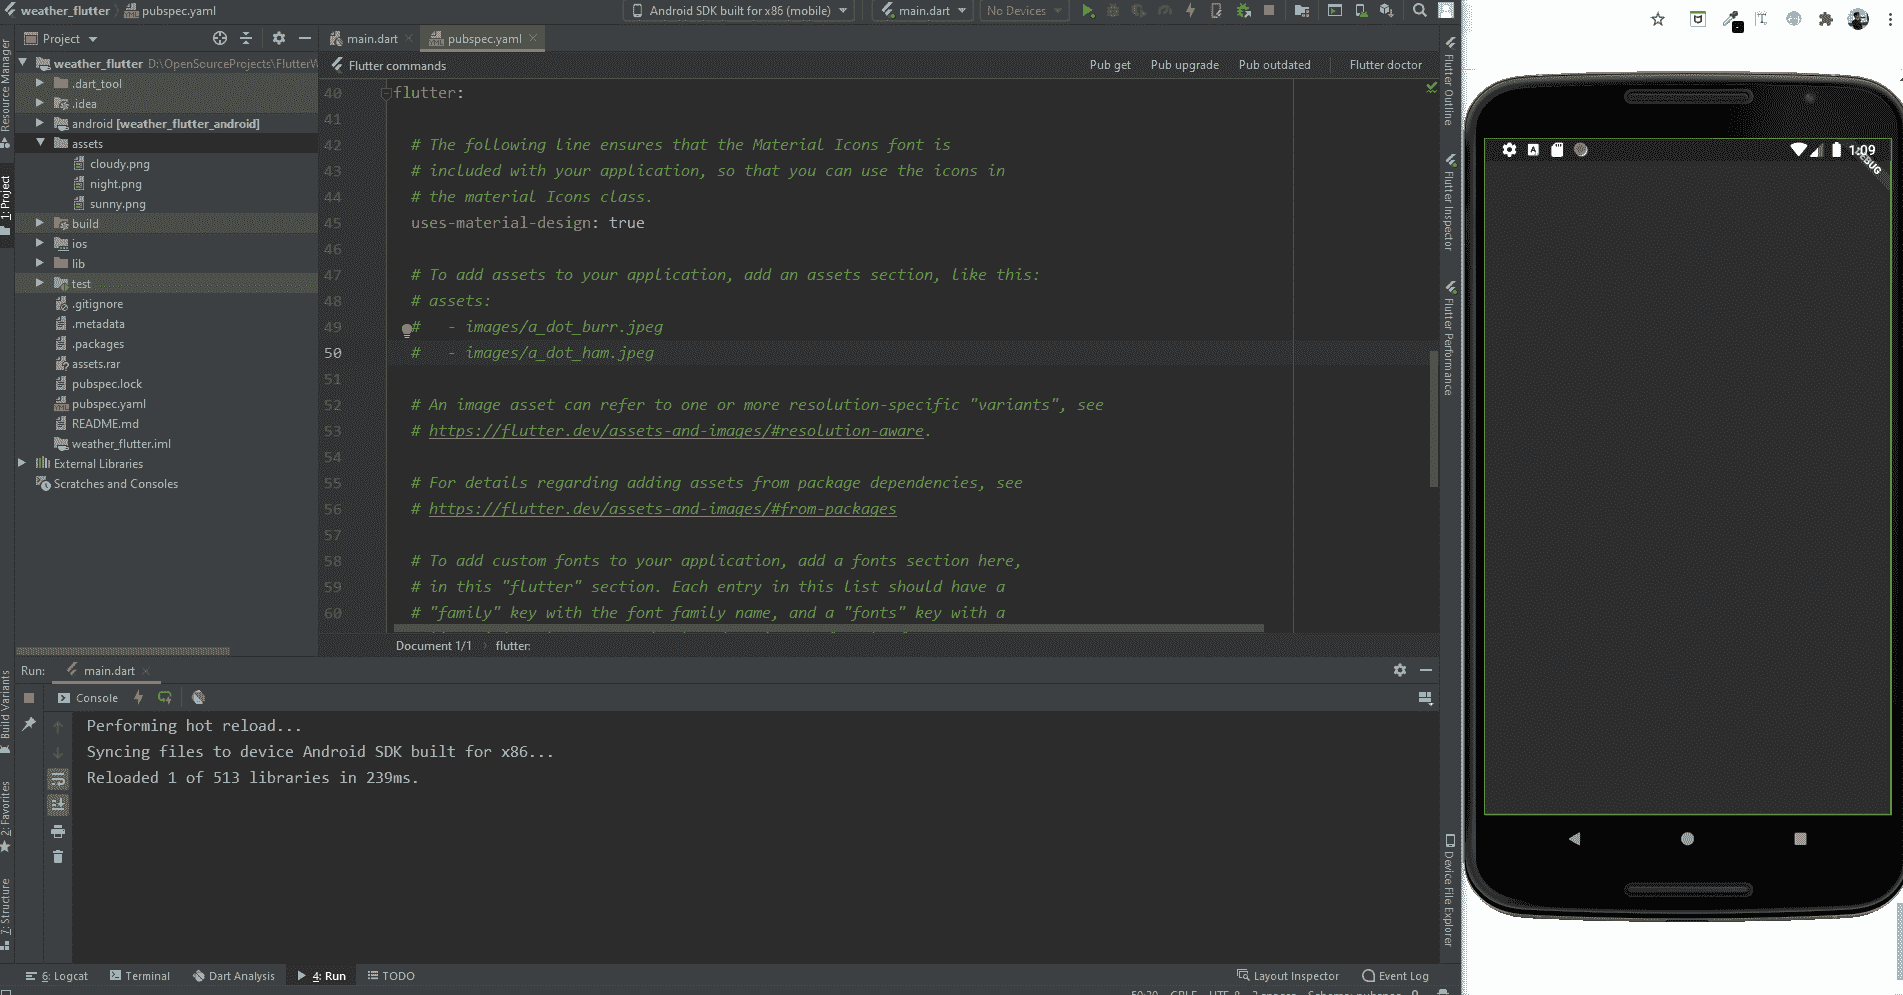 weather_flutter pubspec.yaml
Android SDK built for x86 (mobile) main.dart No Devices
Project
main.dart pubspec.yaml
Flutter commands Pub get Pub upgrade Pub outdated Flutter doctor
weather_flutter D:\OpenSourceProjects\FlutterW
.dart_tool
.idea
android [weather_flutter_android]
assets
cloudy.png
night.png
sunny.png
build
ios
lib
test
.gitignore
.metadata
.packages
assets.rar
pubspec.lock
pubspec.yaml
README.md
weather_flutter.iml
External Libraries
Scratches and Consoles
40 flutter:
41
42 # The following line ensures that the Material Icons font is
43 # included with your application, so that you can use the icons in
44 # the material Icons class.
45 uses-material-design: true
46
47 # To add assets to your application, add an assets section, like this:
48 # assets:
49 # - images/a_dot_burr.jpeg
50 # - images/a_dot_ham.jpeg
51
52 # An image asset can refer to one or more resolution-specific "variants", see
53 # https://flutter.dev/assets-and-images/#resolution-aware.
54
55 # For details regarding adding assets from package dependencies, see
56 # https://flutter.dev/assets-and-images/#from-packages
57
58 # To add custom fonts to your application, add a fonts section here,
59 # in this "flutter" section. Each entry in this list should have a
60 # "family" key with the font family name, and a "fonts" key with a
Document 1/1 flutter:
Run: main.dart
Console
Performing hot reload...
Syncing files to device Android SDK built for x86...
Reloaded 1 of 513 libraries in 239ms.
6: Logcat Terminal Dart Analysis 4: Run TODO Layout Inspector Event Log
Resource Manager
1: Project
Build Variants
2: Favorites
7: Structure
Flutter Outline
Flutter Inspector
Flutter Performance
Device File Explorer
1:09
DEBUG